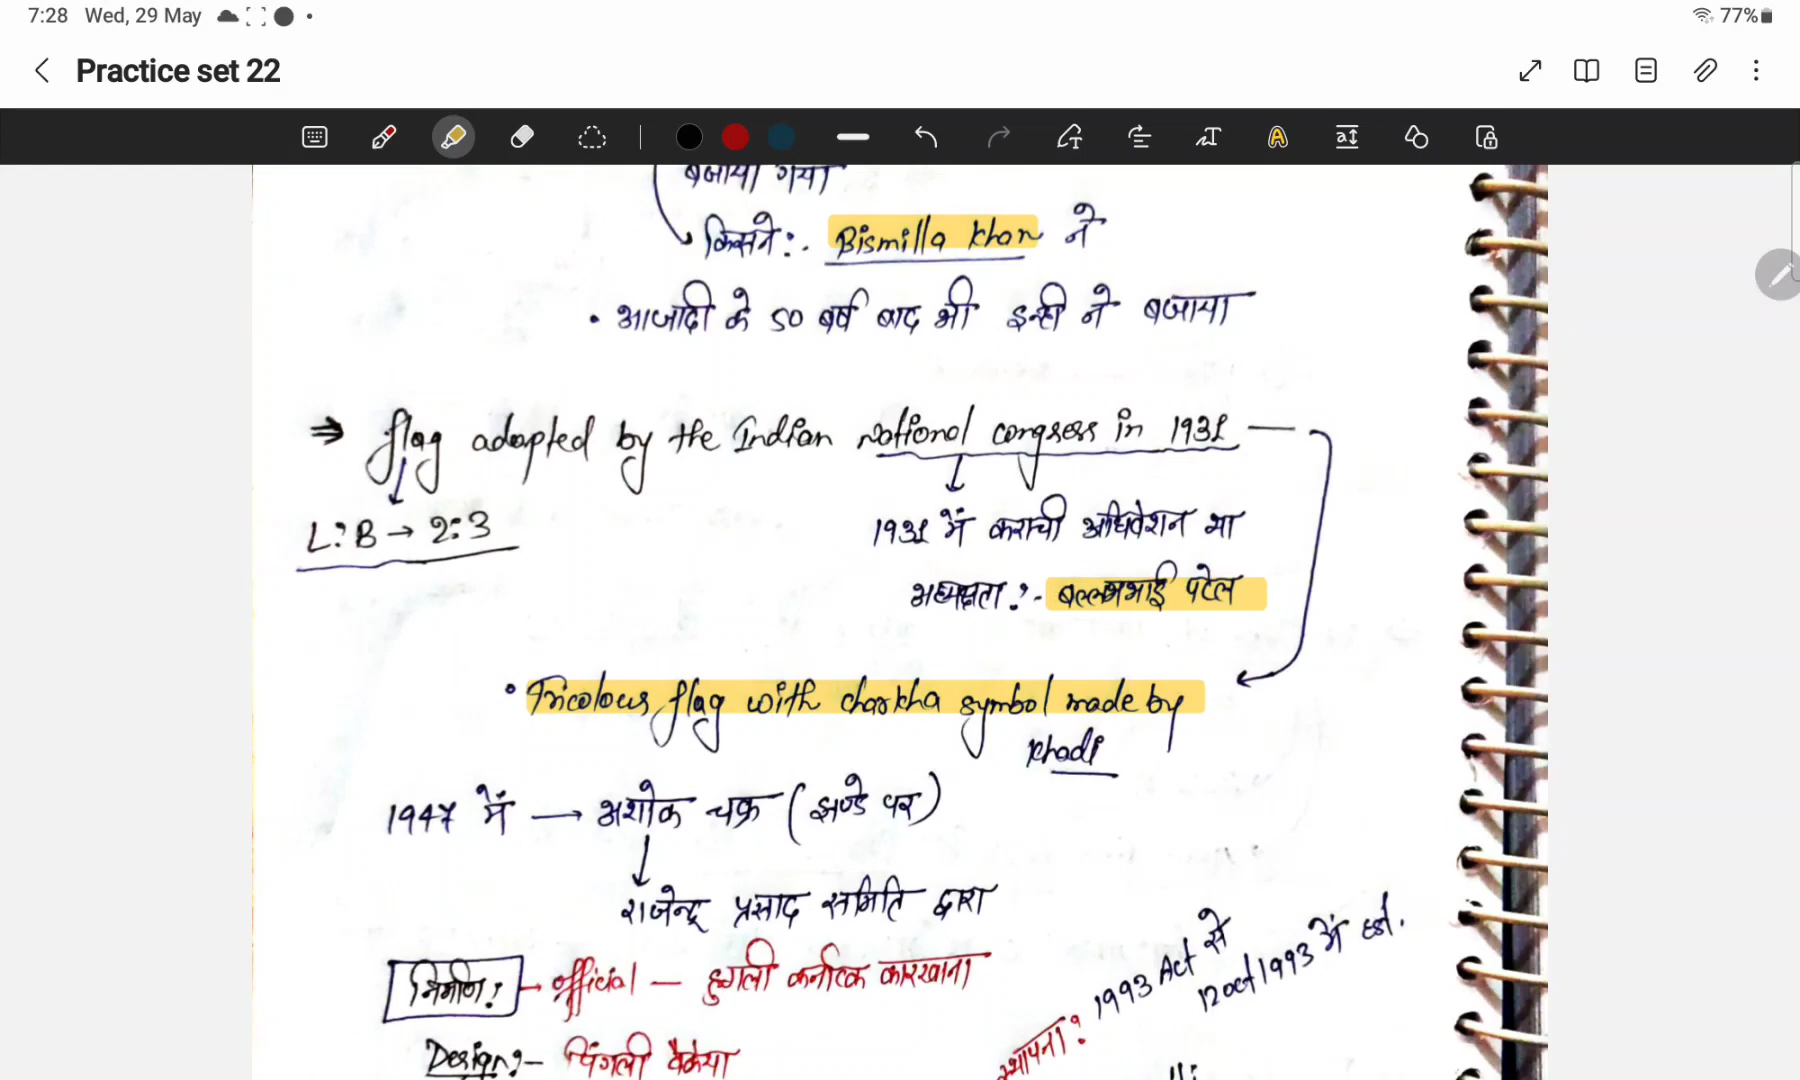 7:28 Wed, 29 May
77%
Practice set 22
बजाया गया
किसने:- Bismilla khan ने
• आजादी के 50 बर्ष बाद भी इन्ही ने बजाया
⇒ flag adopted by the Indian national congress in 1931 —
↓
L:B → 2:3
↓
1931 में कराची अधिवेशन था
अध्यक्षता:- बल्लभभाई पटेल
• Tricolour flag with charkha symbol made by
khadi
1947 में → अशोक चक्र (झण्डे पर)
↓
राजेन्द्र प्रसाद समिति द्वारा
निर्माण: → official — हुगली कर्नाटक कारखाना
Design:- पिंगली वैकेया
स्थापना: 1993 Act से
12 oct 1993 में हुई.